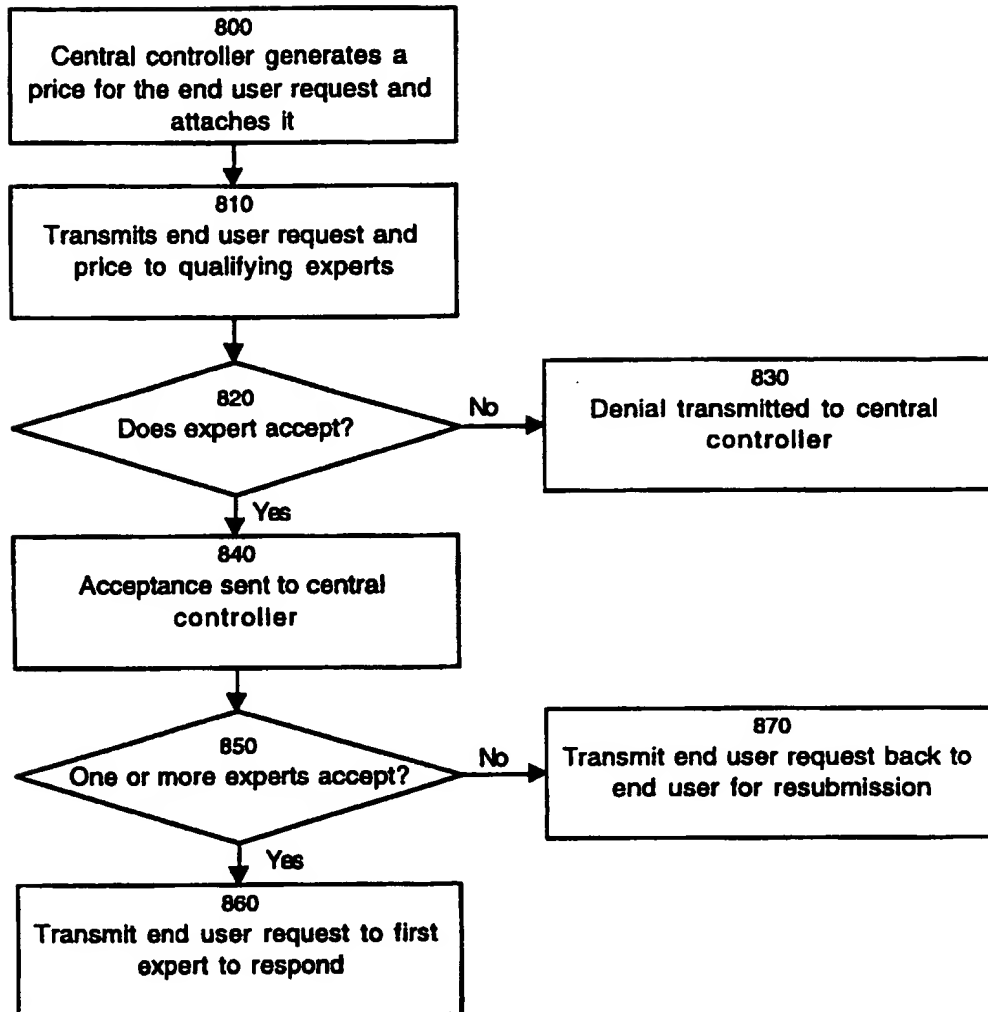 800
Central controller generates a
price for the end user request and
attaches it
810
Transmits end user request and
price to qualifying experts
820
Does expert accept?
No
830
Denial transmitted to central
controller
Yes
840
Acceptance sent to central
controller
850
One or more experts accept?
No
870
Transmit end user request back to
end user for resubmission
Yes
860
Transmit end user request to first
expert to respond